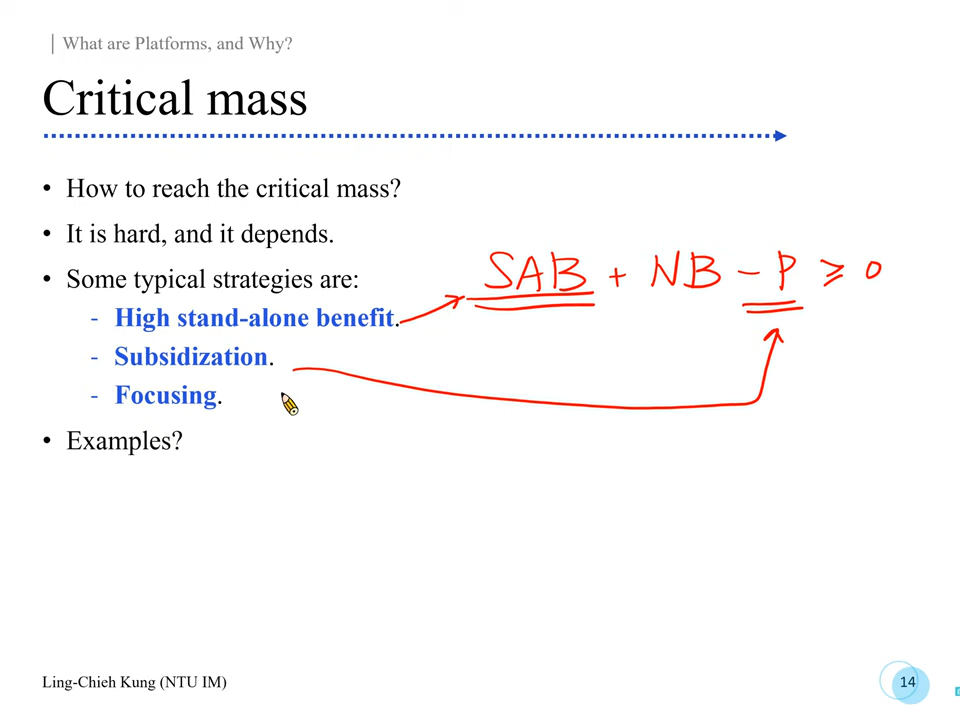 What are Platforms, and Why?
Critical mass
• How to reach the critical mass?
• It is hard, and it depends.
• Some typical strategies are:
SAB + NB - P ≥ 0
- High stand-alone benefit.
- Subsidization.
- Focusing.
• Examples?
Ling-Chieh Kung (NTU IM)
14